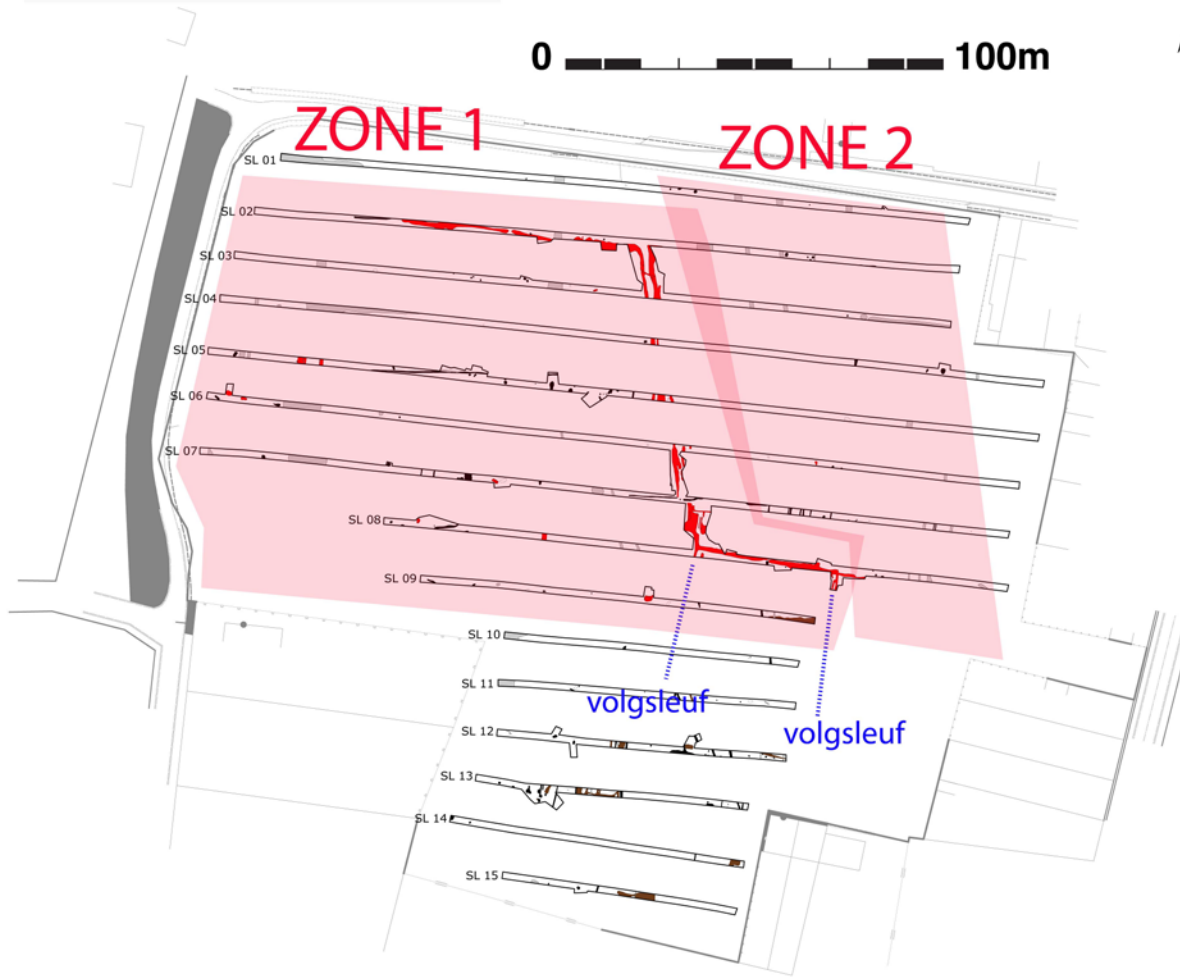 0 100m
ZONE 1
ZONE 2
SL 01
SL 02
SL 03
SL 04
SL 05
SL 06
SL 07
SL 08
SL 09
SL 10
SL 11
volgsleuf
volgsleuf
SL 12
SL 13
SL 14
SL 15